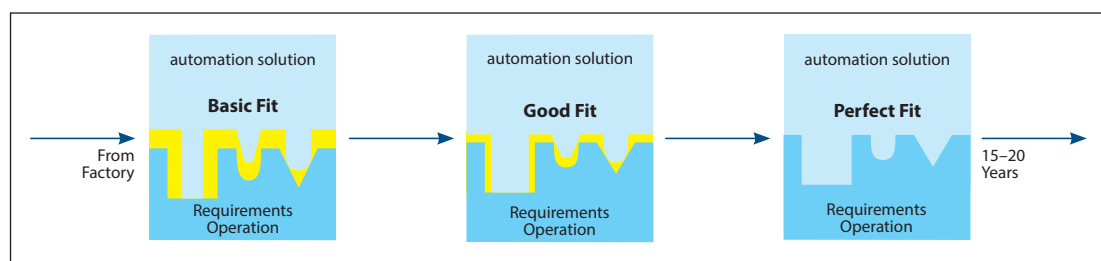 automation solution
Basic Fit
Requirements
Operation
From
Factory
automation solution
Good Fit
Requirements
Operation
automation solution
Perfect Fit
Requirements
Operation
15–20
Years